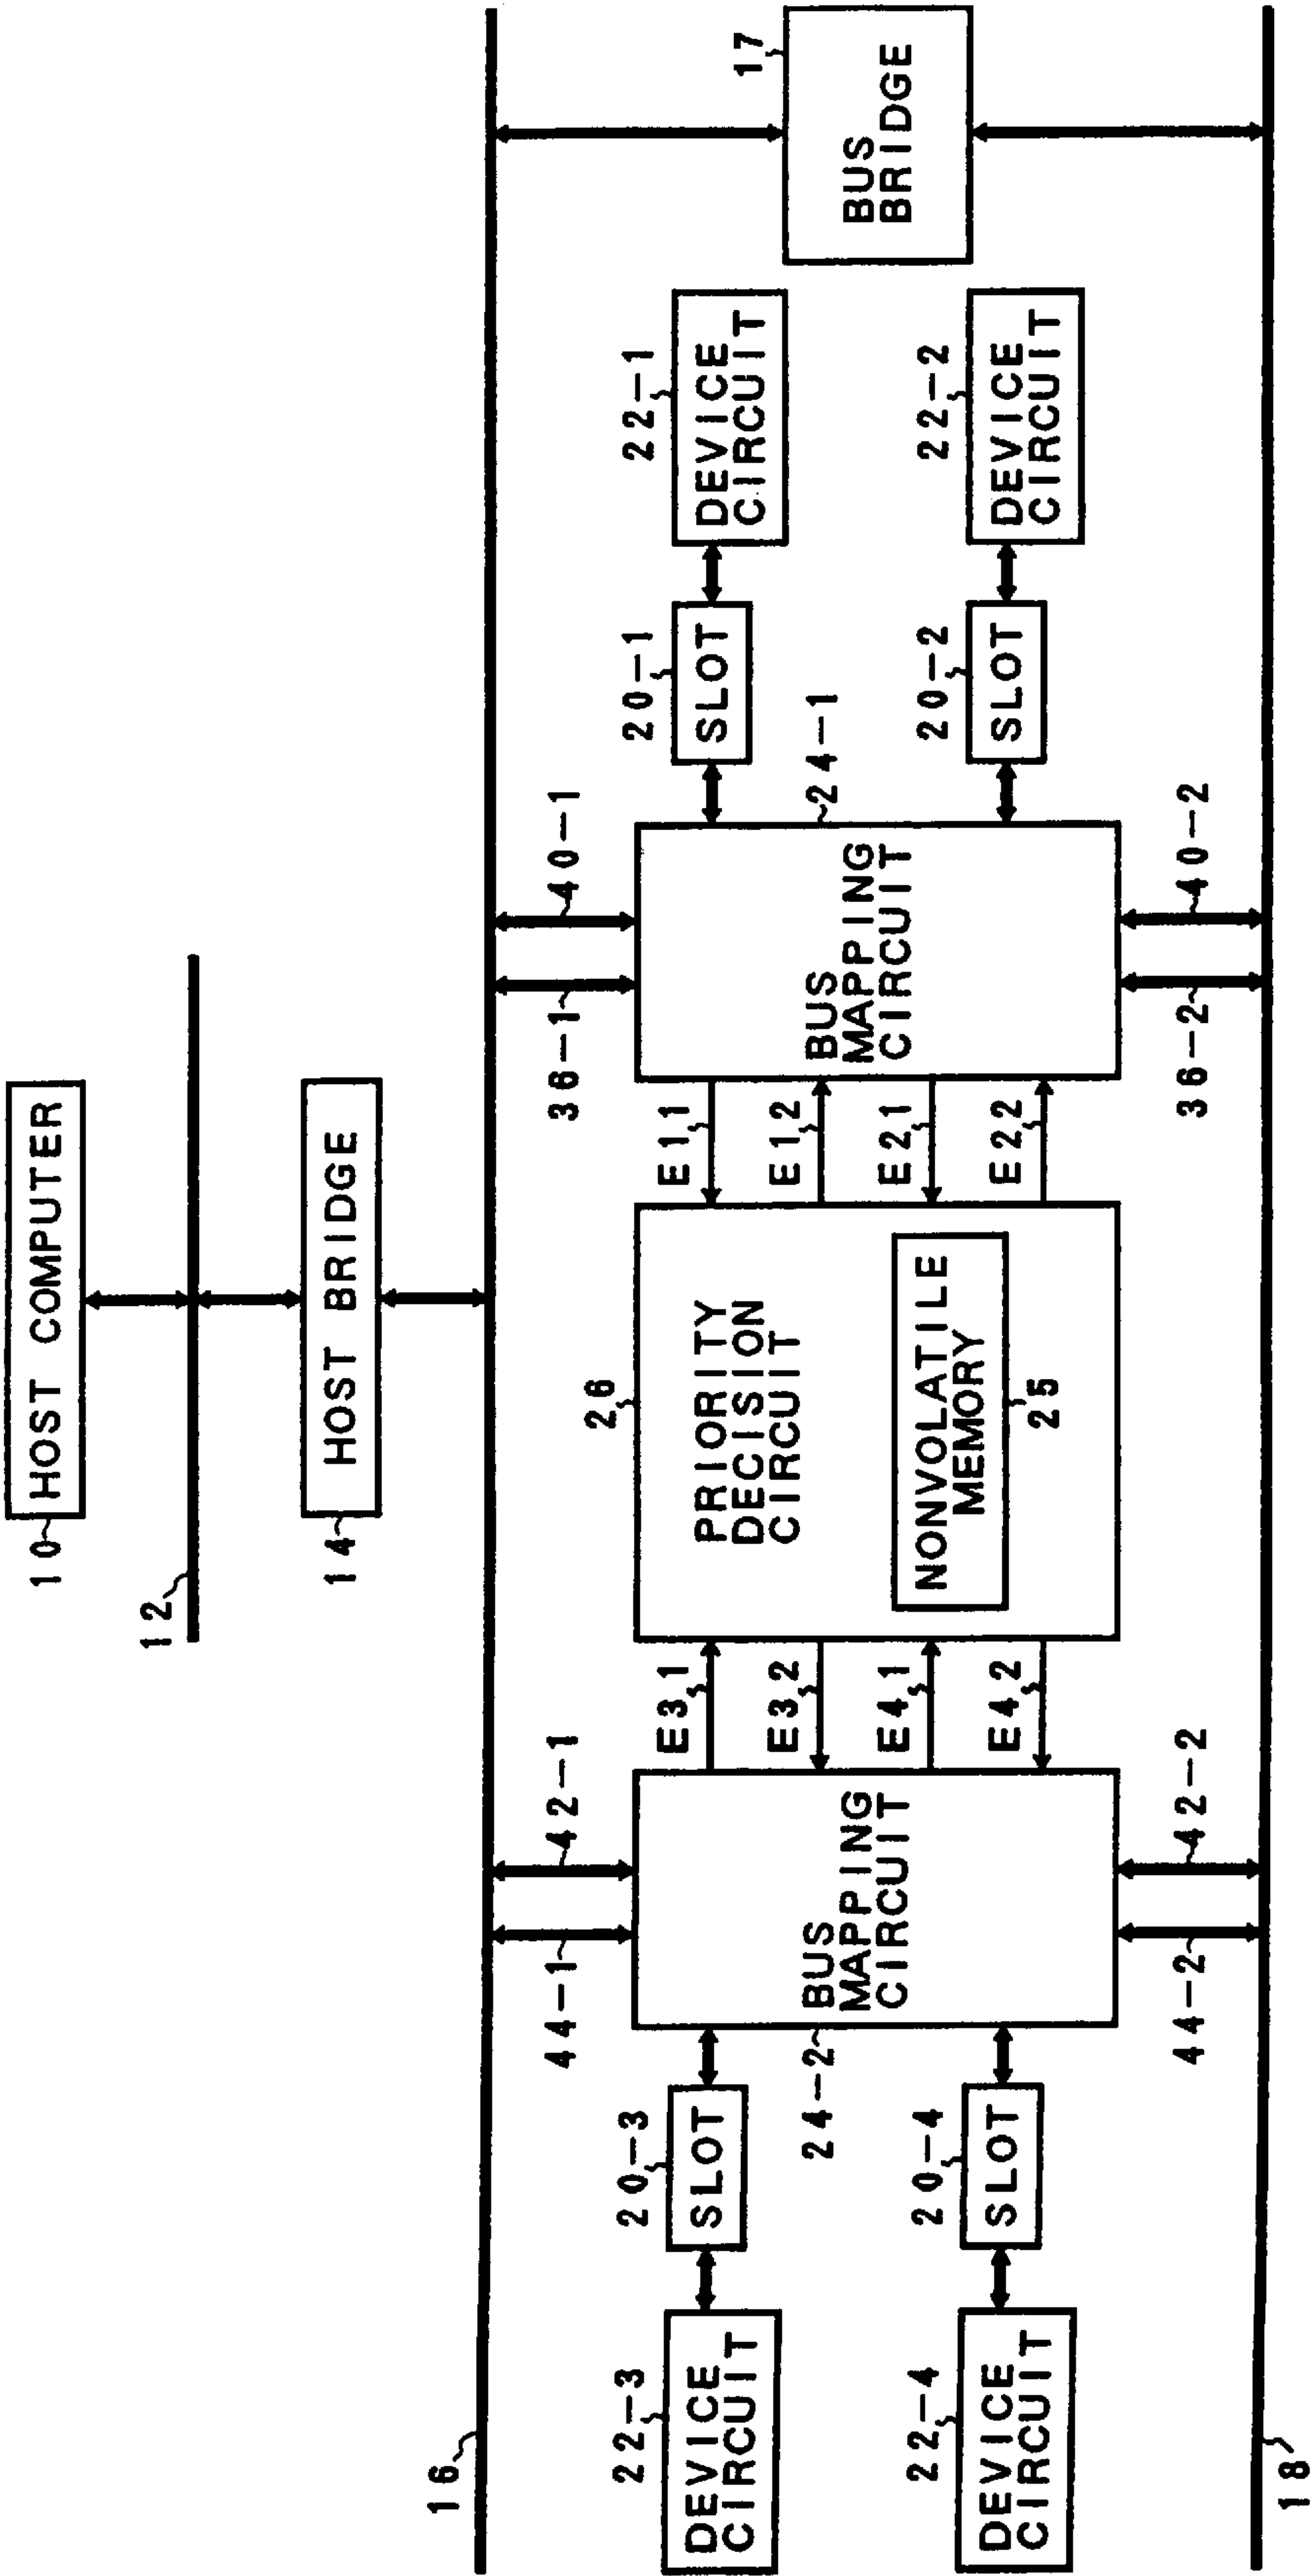 10
HOST COMPUTER
12
14
HOST BRIDGE
16
44-1
42-1
36-1
40-1
22-3
DEVICE
CIRCUIT
20-3
SLOT
24-2
BUS
MAPPING
CIRCUIT
E31
E32
E41
E42
26
PRIORITY
DECISION
CIRCUIT
NONVOLATILE
MEMORY
25
E11
E12
E21
E22
BUS
MAPPING
CIRCUIT
24-1
20-1
SLOT
22-1
DEVICE
CIRCUIT
17
BUS
BRIDGE
22-4
DEVICE
CIRCUIT
20-4
SLOT
20-2
SLOT
22-2
DEVICE
CIRCUIT
44-2
42-2
36-2
40-2
18